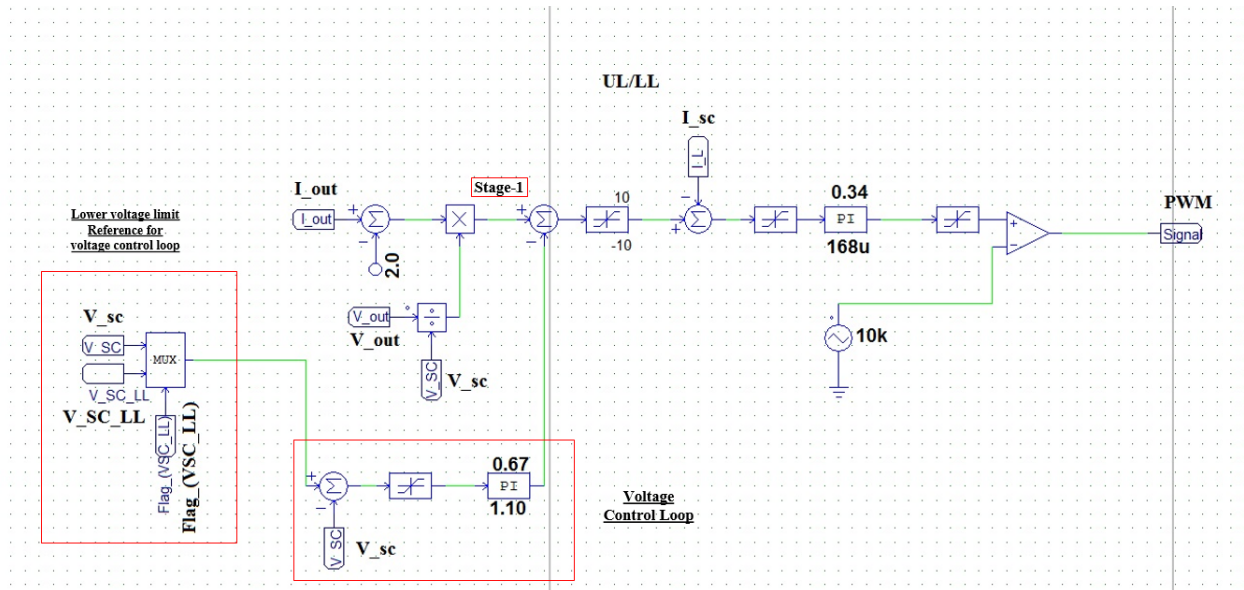 UL/LL
I_sc
I_L
I_out
I_out
2.0
Stage-1
10
-10
0.34
PI
168u
PWM
Signal
Lower voltage limit
Reference for
voltage control loop
V_out
V_out
V_SC
V_sc
10k
V_sc
V_SC
V_SC_LL
V_SC_LL
MUX
Flag_(VSC_LL)
Flag_(VSC_LL)
0.67
PI
1.10
V_SC
V_sc
Voltage
Control Loop